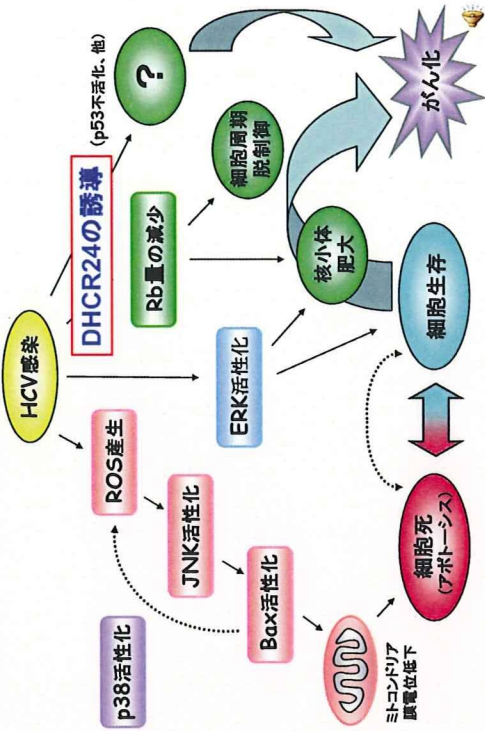 HCV感染
DHCR24の誘導
?
(p53不活化、他)
ROS産生
Rb量の減少
p38活性化
JNK活性化
ERK活性化
細胞周期
脱制御
Bax活性化
核小体
肥大
ミトコンドリア
膜電位低下
細胞死
(アポトーシス)
細胞生存
がん化